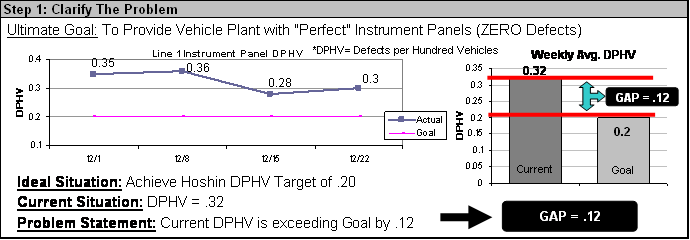 Step 1: Clarify The Problem
Ultimate Goal: To Provide Vehicle Plant with "Perfect" Instrument Panels (ZERO Defects)
Line 1 Instrument Panel DPHV
*DPHV= Defects per Hundred Vehicles
DPHV
0.4
0.3
0.2
0.1
0.35
0.36
0.28
0.3
12/1
12/8
12/15
12/22
Actual
Goal
Weekly Avg. DPHV
DPHV
0.35
0.3
0.25
0.2
0.15
0.1
0.05
0
0.32
0.2
Current
Goal
GAP = .12
Ideal Situation: Achieve Hoshin DPHV Target of .20
Current Situation: DPHV = .32
Problem Statement: Current DPHV is exceeding Goal by .12
GAP = .12